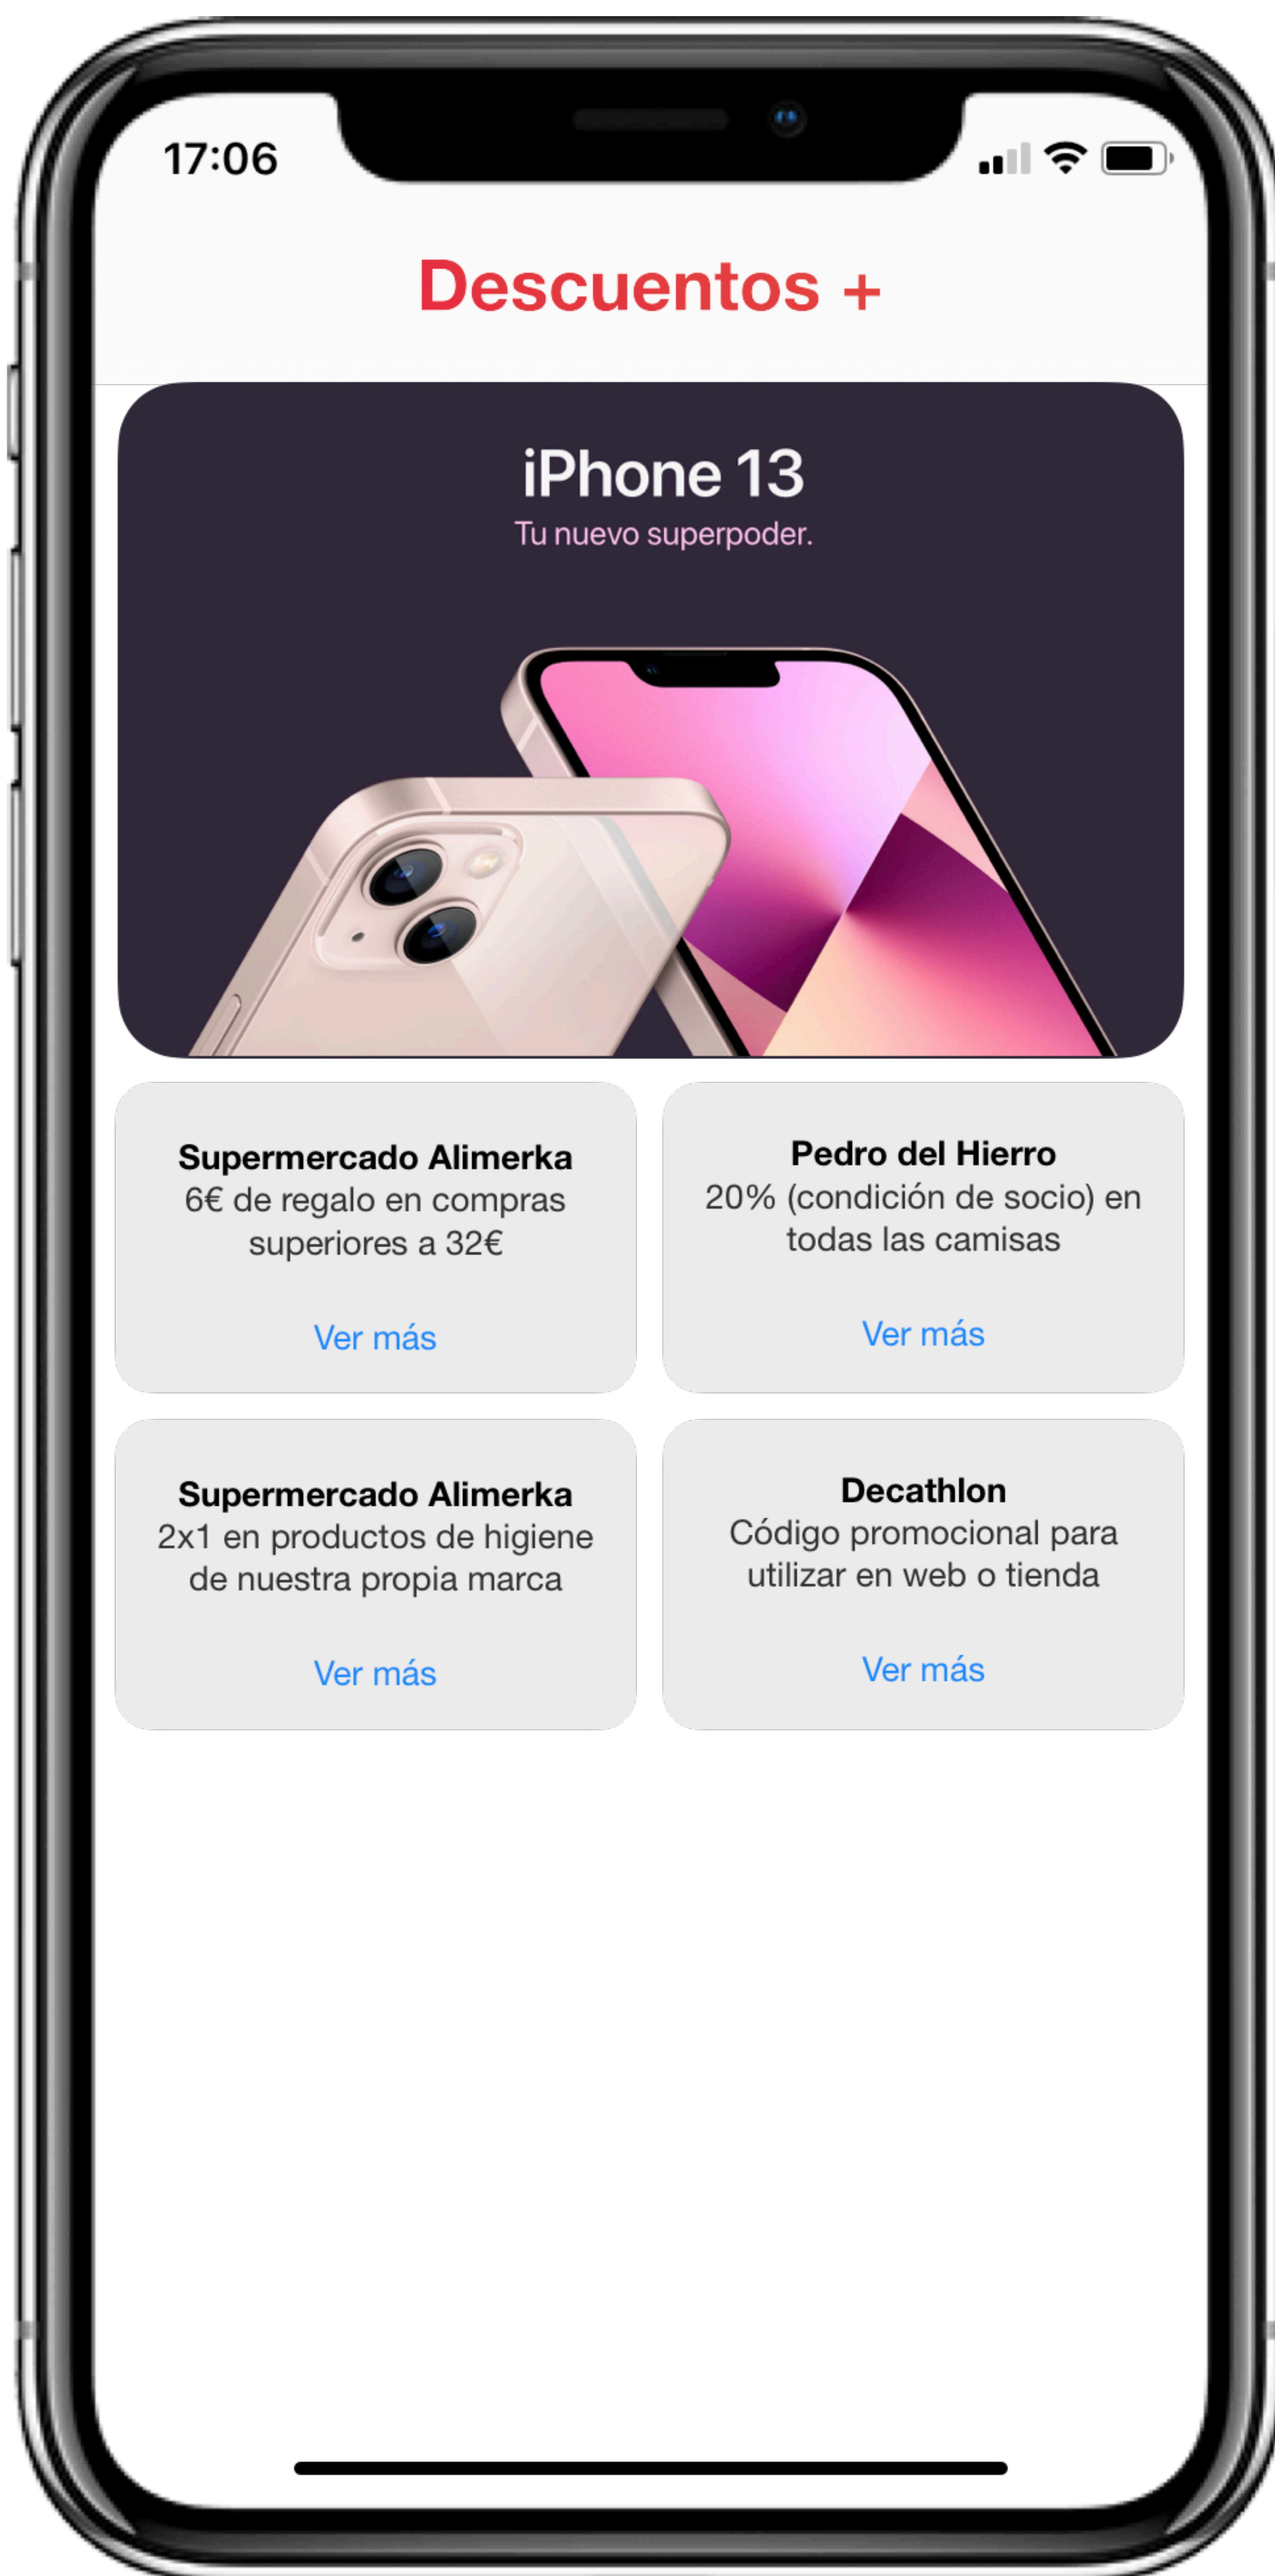 17:06
Descuentos +
iPhone 13
Tu nuevo superpoder.
Supermercado Alimerka
6€ de regalo en compras
superiores a 32€
Ver más
Pedro del Hierro
20% (condición de socio) en
todas las camisas
Ver más
Supermercado Alimerka
2x1 en productos de higiene
de nuestra propia marca
Ver más
Decathlon
Código promocional para
utilizar en web o tienda
Ver más